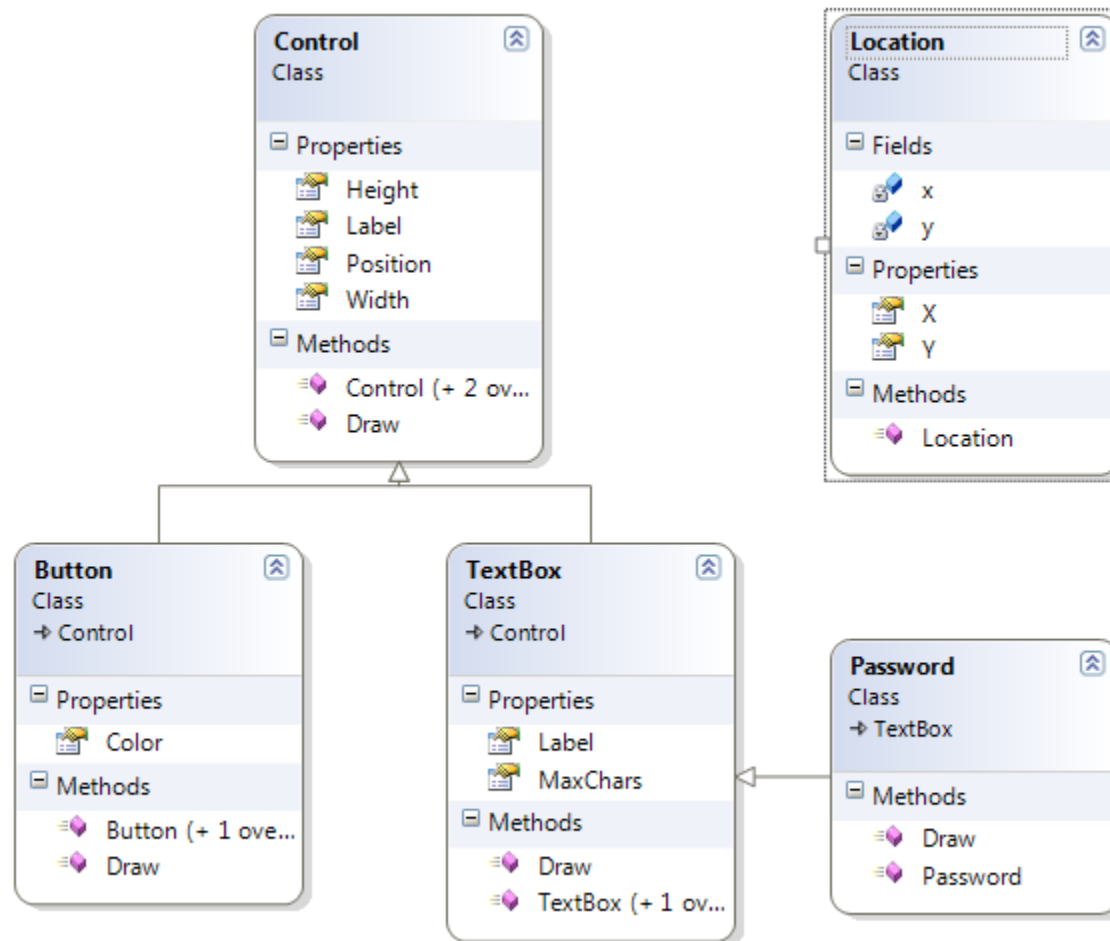 Control
Class
Properties
Height
Label
Position
Width
Methods
Control (+ 2 ov...
Draw
Location
Class
Fields
x
y
Properties
X
Y
Methods
Location
Button
Class
Control
Properties
Color
Methods
Button (+ 1 ove...
Draw
TextBox
Class
Control
Properties
Label
MaxChars
Methods
Draw
TextBox (+ 1 ov...
Password
Class
TextBox
Methods
Draw
Password